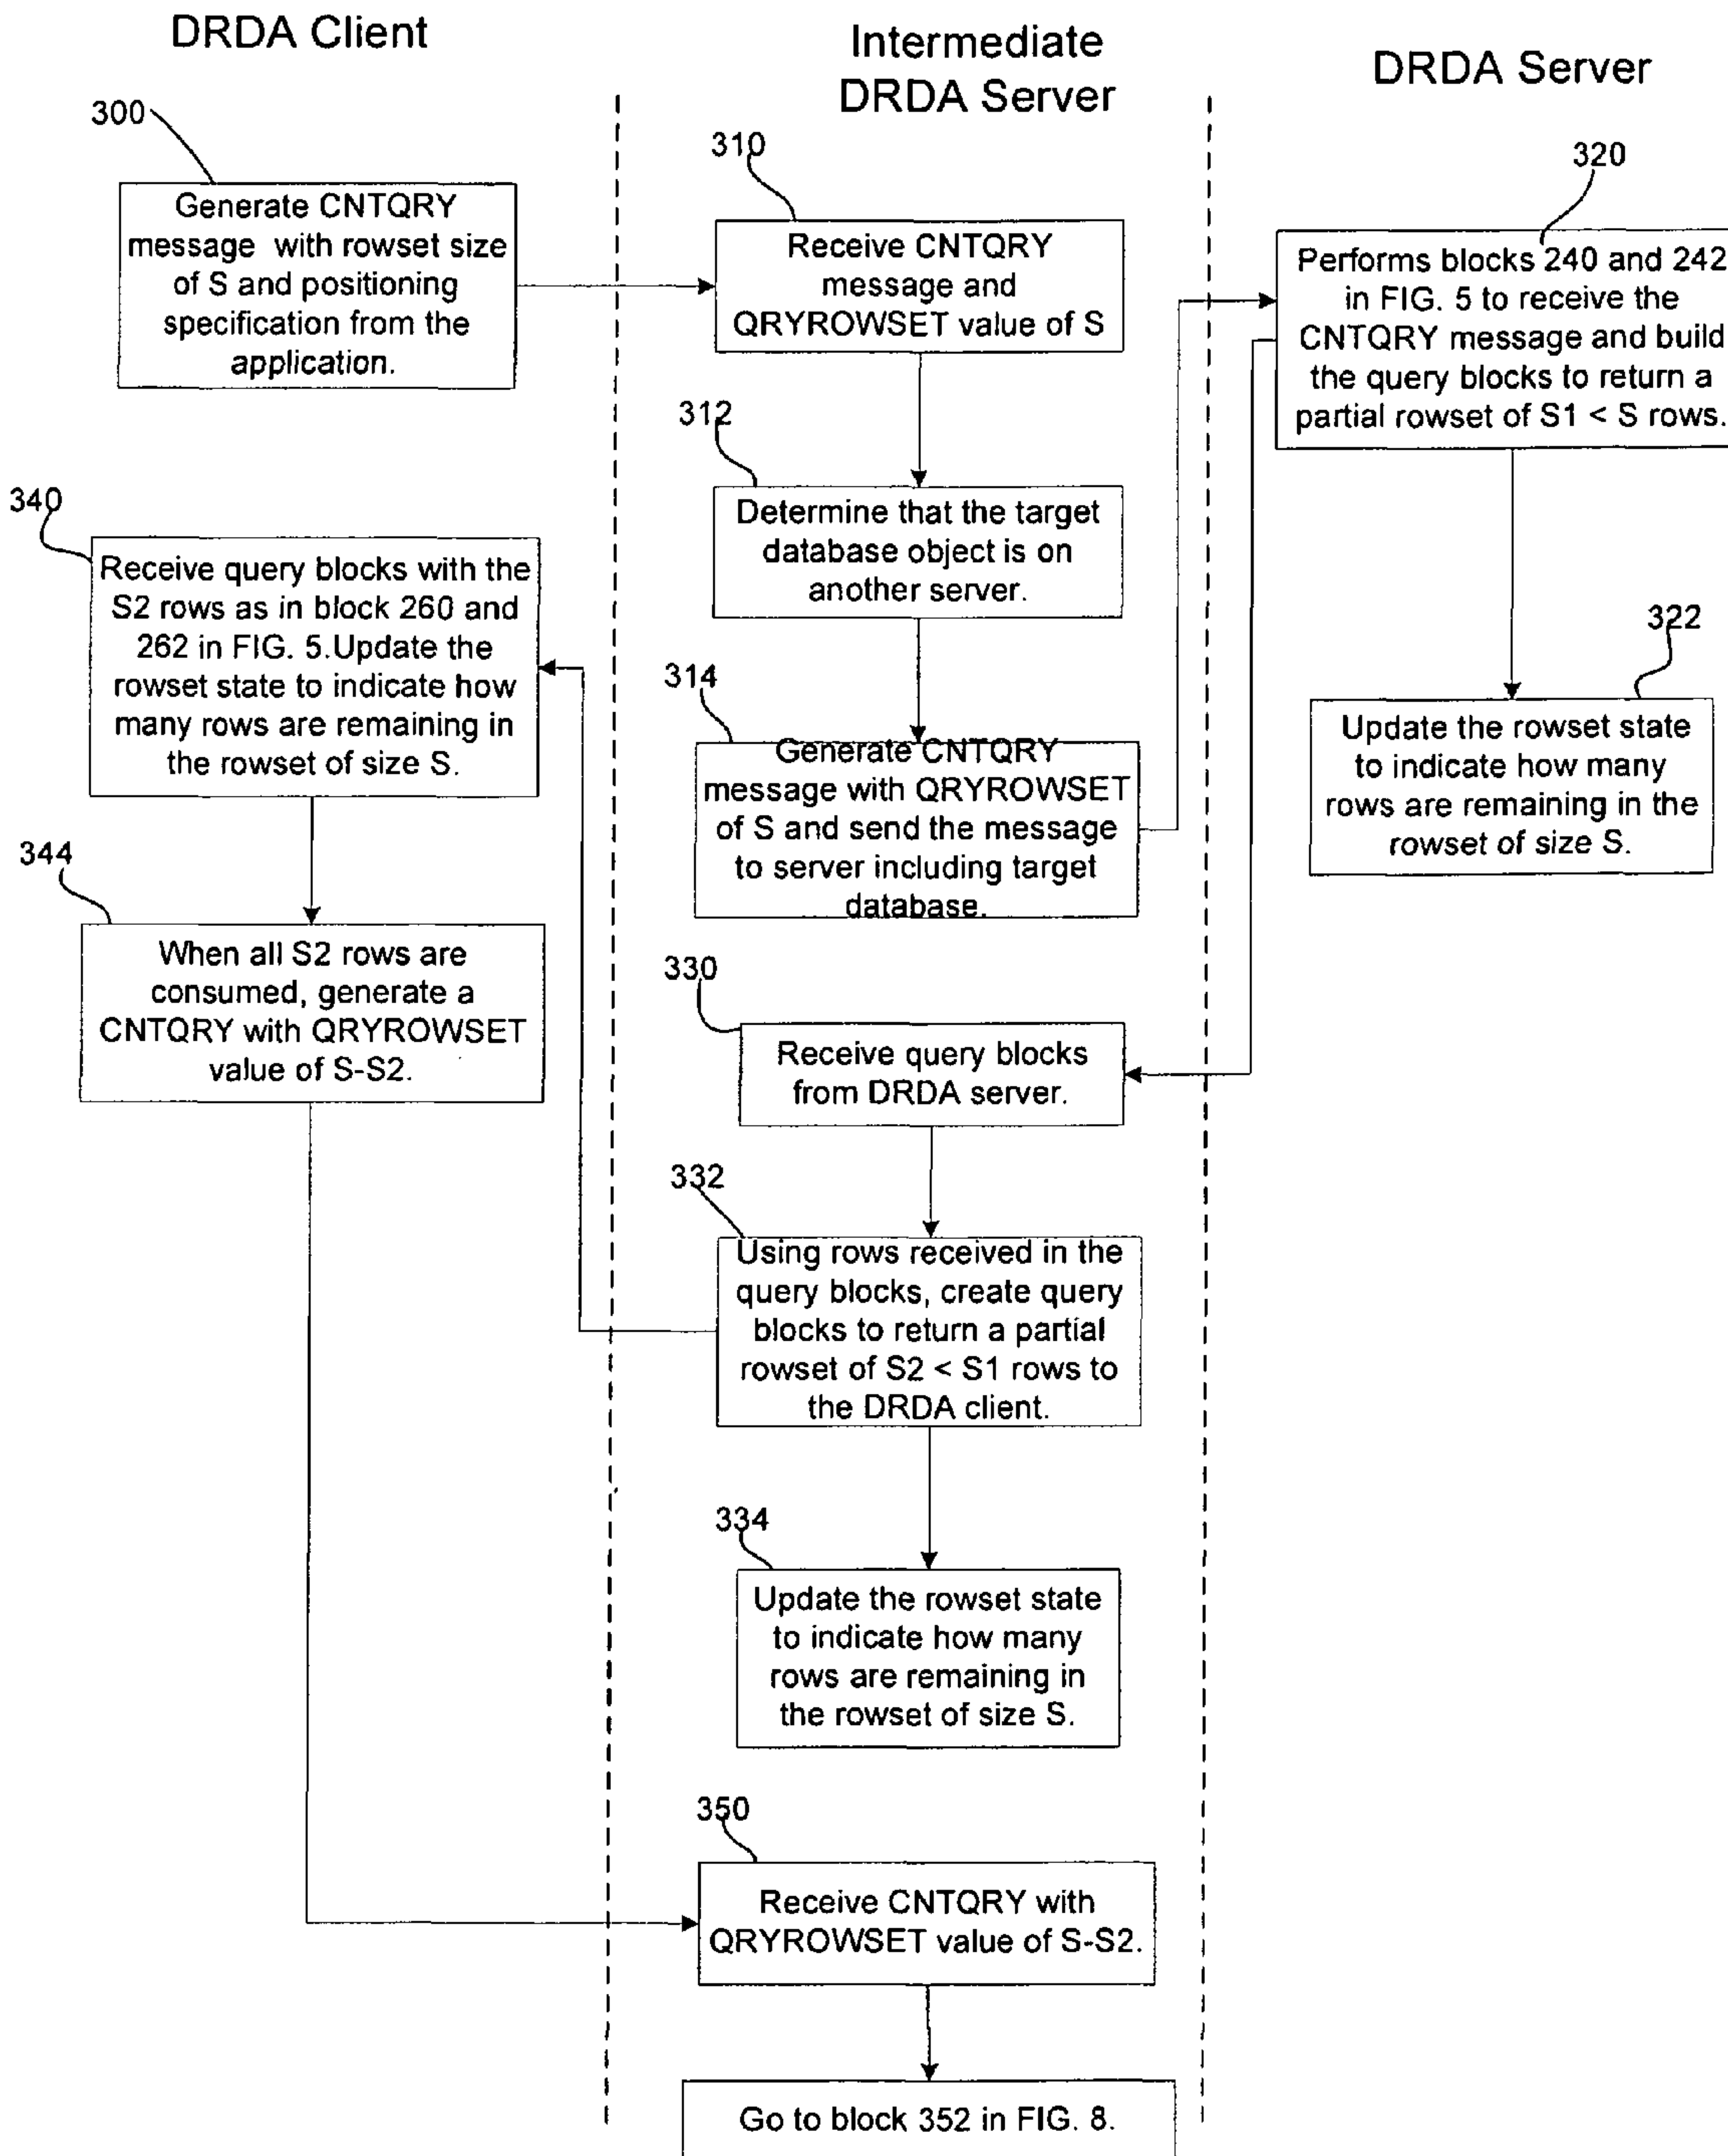 DRDA Client
Intermediate
DRDA Server
DRDA Server
300
Generate CNTQRY
message with rowset size
of S and positioning
specification from the
application.
310
Receive CNTQRY
message and
QRYROWSET value of S
320
Performs blocks 240 and 242
in FIG. 5 to receive the
CNTQRY message and build
the query blocks to return a
partial rowset of S1 < S rows.
312
Determine that the target
database object is on
another server.
340
Receive query blocks with the
S2 rows as in block 260 and
262 in FIG. 5.Update the
rowset state to indicate how
many rows are remaining in
the rowset of size S.
322
Update the rowset state
to indicate how many
rows are remaining in the
rowset of size S.
314
Generate CNTQRY
message with QRYROWSET
of S and send the message
to server including target
database.
344
When all S2 rows are
consumed, generate a
CNTQRY with QRYROWSET
value of S-S2.
330
Receive query blocks
from DRDA server.
332
Using rows received in the
query blocks, create query
blocks to return a partial
rowset of S2 < S1 rows to
the DRDA client.
334
Update the rowset state
to indicate how many
rows are remaining in
the rowset of size S.
350
Receive CNTQRY with
QRYROWSET value of S-S2.
Go to block 352 in FIG. 8.